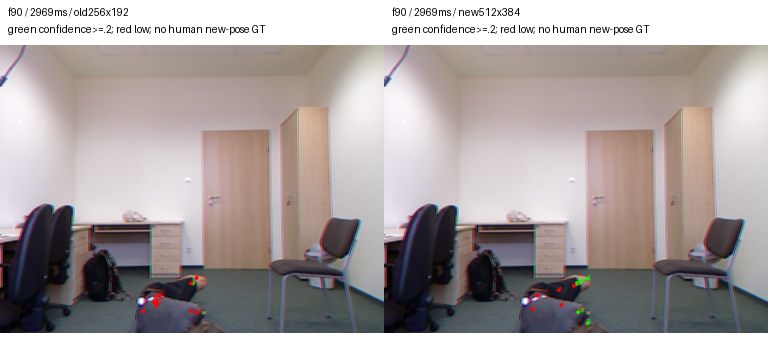 f90 / 2969ms / old256x192
green confidence>=.2; red low; no human new-pose GT
f90 / 2969ms / new512x384
green confidence>=.2; red low; no human new-pose GT